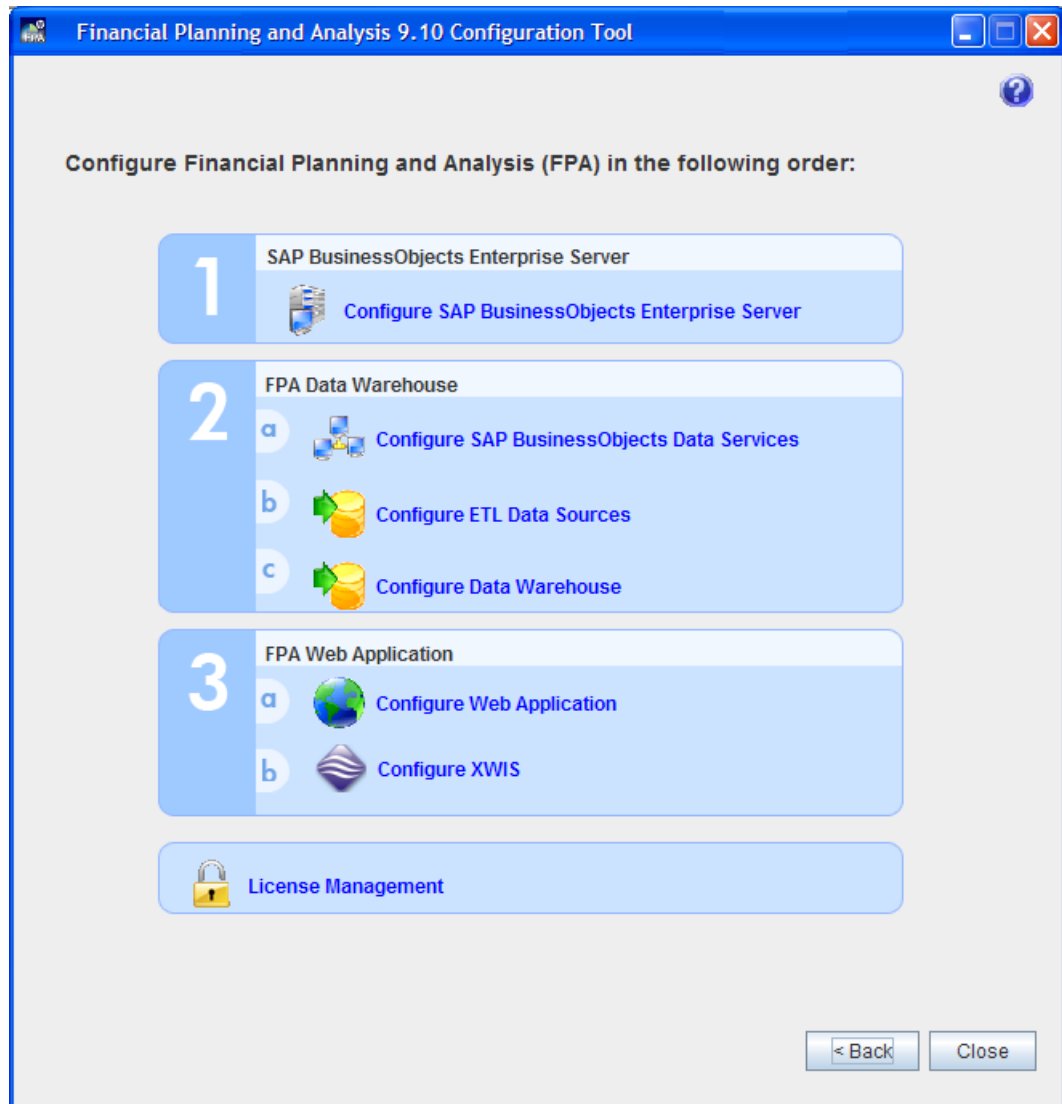 Financial Planning and Analysis 9.10 Configuration Tool
Configure Financial Planning and Analysis (FPA) in the following order:
1
SAP BusinessObjects Enterprise Server
Configure SAP BusinessObjects Enterprise Server
2
FPA Data Warehouse
a
Configure SAP BusinessObjects Data Services
b
Configure ETL Data Sources
c
Configure Data Warehouse
3
FPA Web Application
a
Configure Web Application
b
Configure XWIS
License Management
< Back
Close